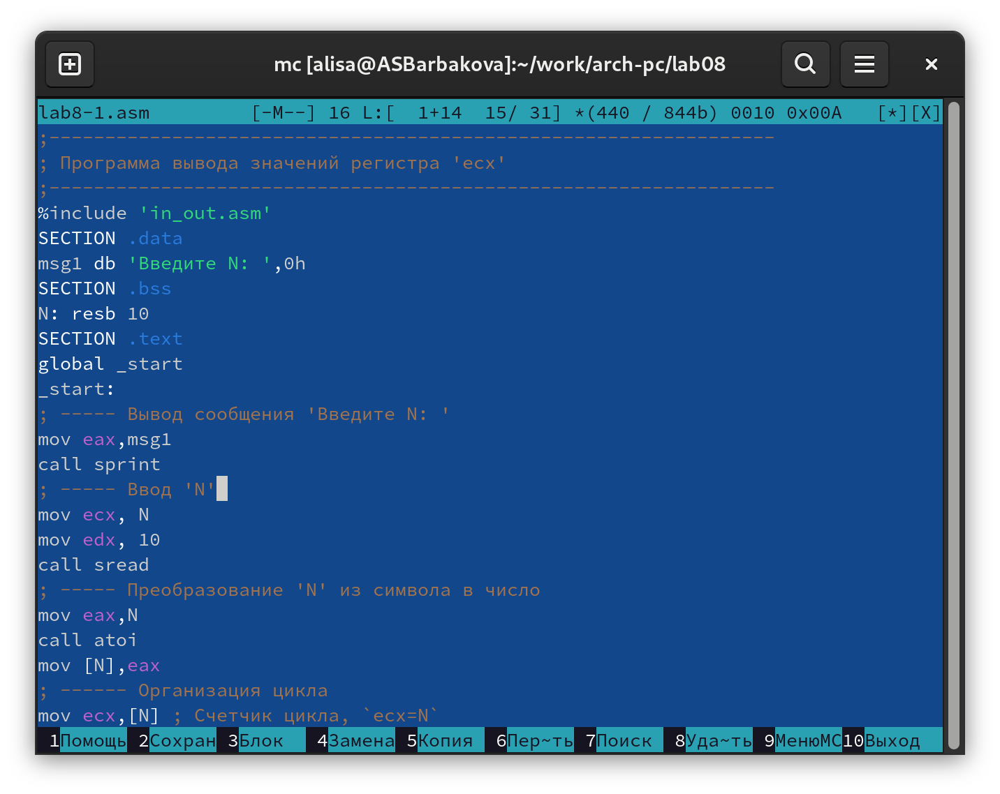 mc [alisa@ASBarbakova]:~/work/arch-pc/lab08
lab8-1.asm [-M--] 16 L:[ 1+14 15/ 31] *(440 / 844b) 0010 0x00A [*][X]
;-----------------------------------------------------------------
; Программа вывода значений регистра 'ecx'
;-----------------------------------------------------------------
%include 'in_out.asm'
SECTION .data
msg1 db 'Введите N: ',0h
SECTION .bss
N: resb 10
SECTION .text
global _start
_start:
; ----- Вывод сообщения 'Введите N: '
mov eax,msg1
call sprint
; ----- Ввод 'N'
mov ecx, N
mov edx, 10
call sread
; ----- Преобразование 'N' из символа в число
mov eax,N
call atoi
mov [N],eax
; ------ Организация цикла
mov ecx,[N] ; Счетчик цикла, `ecx=N`
1Помощь 2Сохран 3Блок 4Замена 5Копия 6Пер~ть 7Поиск 8Уда~ть 9МенюMC 10Выход